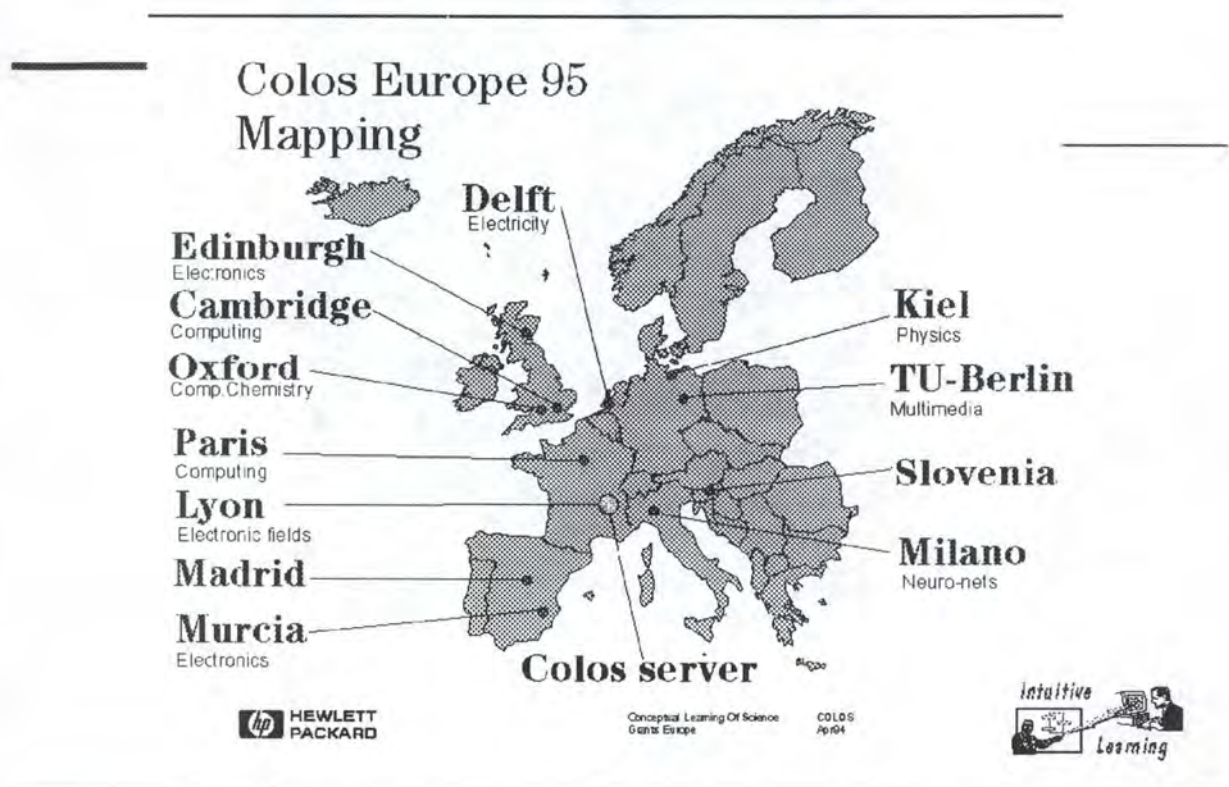 Colos Europe 95
Mapping
Delft
Electricity
Edinburgh
Electronics
Cambridge
Computing
Oxford
Comp.Chemistry
Paris
Computing
Lyon
Electronic fields
Madrid
Murcia
Electronics
Kiel
Physics
TU-Berlin
Multimedia
Slovenia
Milano
Neuro-nets
Colos server
hp HEWLETT
PACKARD
Conceptual Learning Of Science
Grants Europe
COLOS
Apr94
Intuitive
Learning